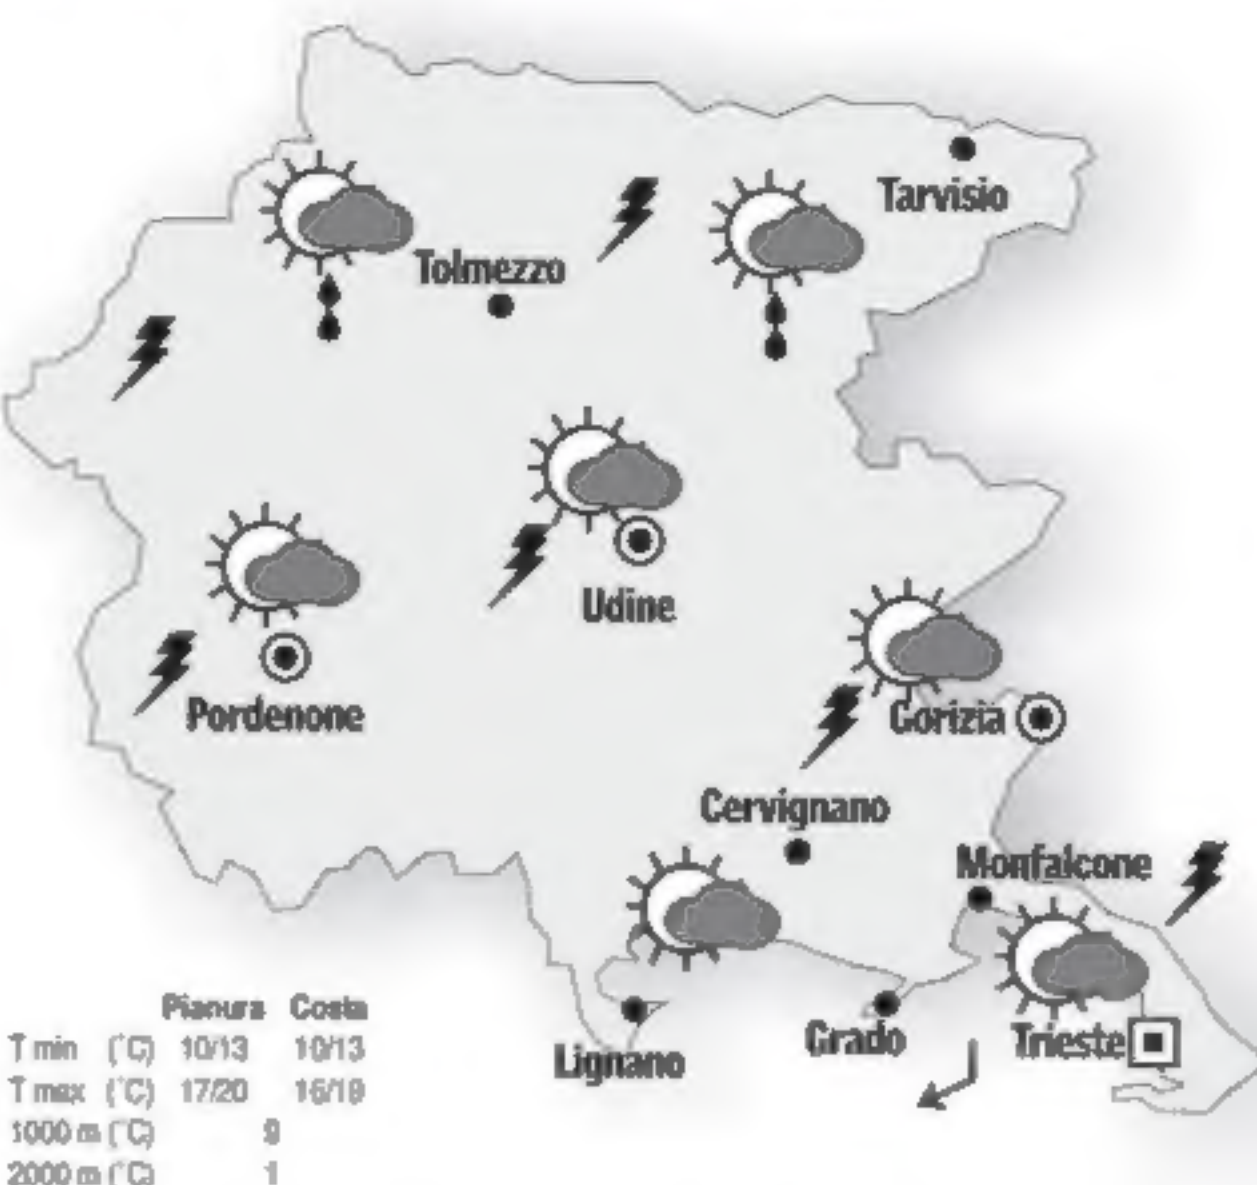 Tarvisio
Tolmezzo
Udine
Pordenone
Gorizia
Cervignano
Monfalcone
Lignano
Grado
Trieste
Pianura Costa
T min (°C) 10/13 10/13
T max (°C) 17/20 16/19
1000 m (°C) 9
2000 m (°C) 1